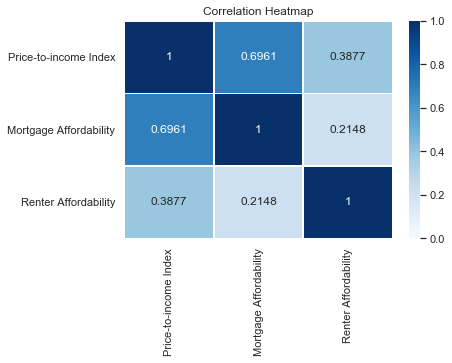 Correlation Heatmap
Price-to-income Index
1
0.6961
0.3877
Mortgage Affordability
0.6961
1
0.2148
Renter Affordability
0.3877
0.2148
1
Price-to-income Index
Mortgage Affordability
Renter Affordability
1.0
0.8
0.6
0.4
0.2
0.0